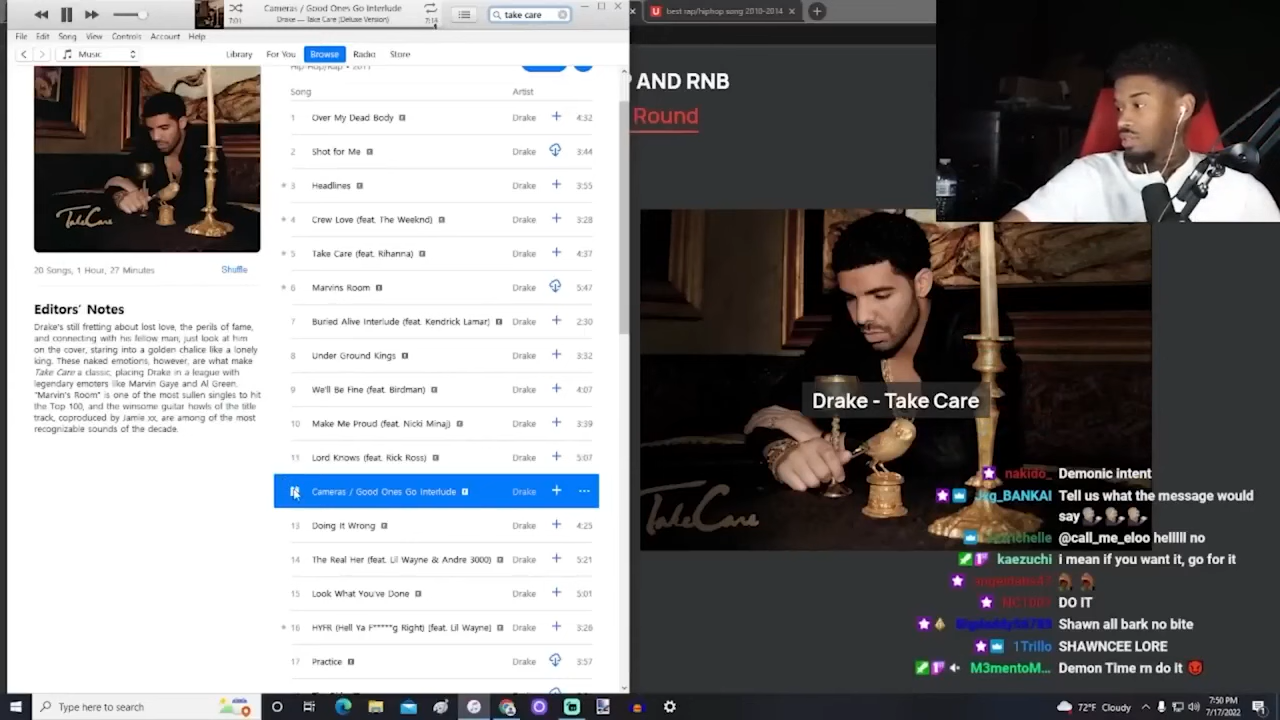 Cameras / Good Ones Go Interlude
Drake — Take Care (Deluxe Version)
7:01
7:18
take care
best rap/hiphop song 2010-2014
File Edit Song View Controls Account Help
Music
Library For You Browse Radio Store
Hip-Hop/Rap • 2011
Song Artist
1 Over My Dead Body E Drake 4:32
2 Shot for Me E Drake 3:44
3 Headlines E Drake 3:55
4 Crew Love (feat. The Weeknd) E Drake 3:28
5 Take Care (feat. Rihanna) E Drake 4:37
6 Marvins Room E Drake 5:47
7 Buried Alive Interlude (feat. Kendrick Lamar) E Drake 2:30
8 Under Ground Kings E Drake 3:32
9 We'll Be Fine (feat. Birdman) E Drake 4:07
10 Make Me Proud (feat. Nicki Minaj) E Drake 3:39
11 Lord Knows (feat. Rick Ross) E Drake 5:07
Cameras / Good Ones Go Interlude E Drake
13 Doing It Wrong E Drake 4:25
14 The Real Her (feat. Lil Wayne & Andre 3000) E Drake 5:21
15 Look What You've Done E Drake 5:01
16 HYFR (Hell Ya F*****g Right) (feat. Lil Wayne) E Drake 3:26
17 Practice E Drake 3:57
TakeCare
20 Songs, 1 Hour, 27 Minutes
Shuffle
Editors' Notes
Drake's still fretting about lost love, the perils of fame,
and connecting with his fellow man; just look at him
on the cover, staring into a golden chalice like a lonely
king. These naked emotions, however, are what make
Take Care a classic, placing Drake in a league with
legendary emoters like Marvin Gaye and Al Green.
"Marvin's Room" is one of the most sullen singles to hit
the Top 100, and the winsome guitar howls of the title
track, coproduced by Jamie xx, are among of the most
recognizable sounds of the decade.
AND RNB
Round
Drake - Take Care
TakeCare
nakido_ Demonic intent
BANKAI Tell us what the message would
say
@call_me_eloo helllll no
kaezuchi i mean if you want it, go for it
DO IT
Shawn all bark no bite
1Trillo SHAWNCEE LORE
M3mentoM... Demon Time rn do it
Type here to search
72°F Cloudy
7:50 PM
7/17/2022